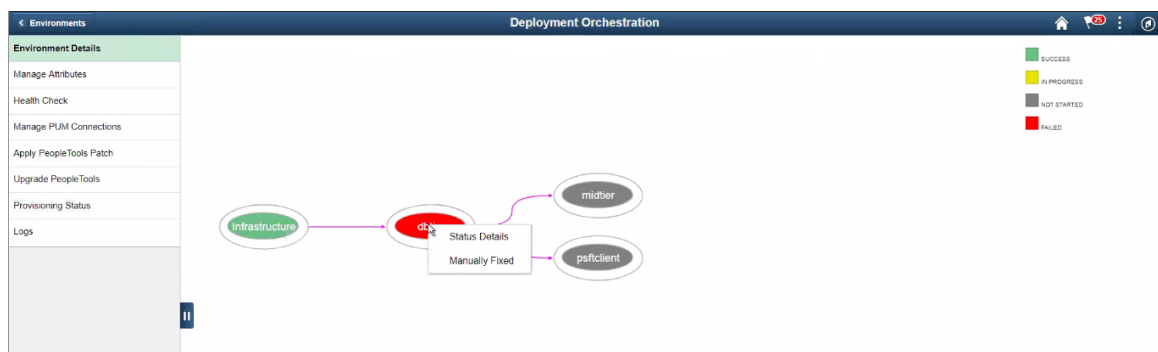 Environments
Deployment Orchestration
25
Environment Details
Manage Attributes
Health Check
Manage PUM Connections
Apply PeopleTools Patch
Upgrade PeopleTools
Provisioning Status
Logs
SUCCESS
IN PROGRESS
NOT STARTED
FAILED
midtier
Infrastructure
Status Details
Manually Fixed
psftclient